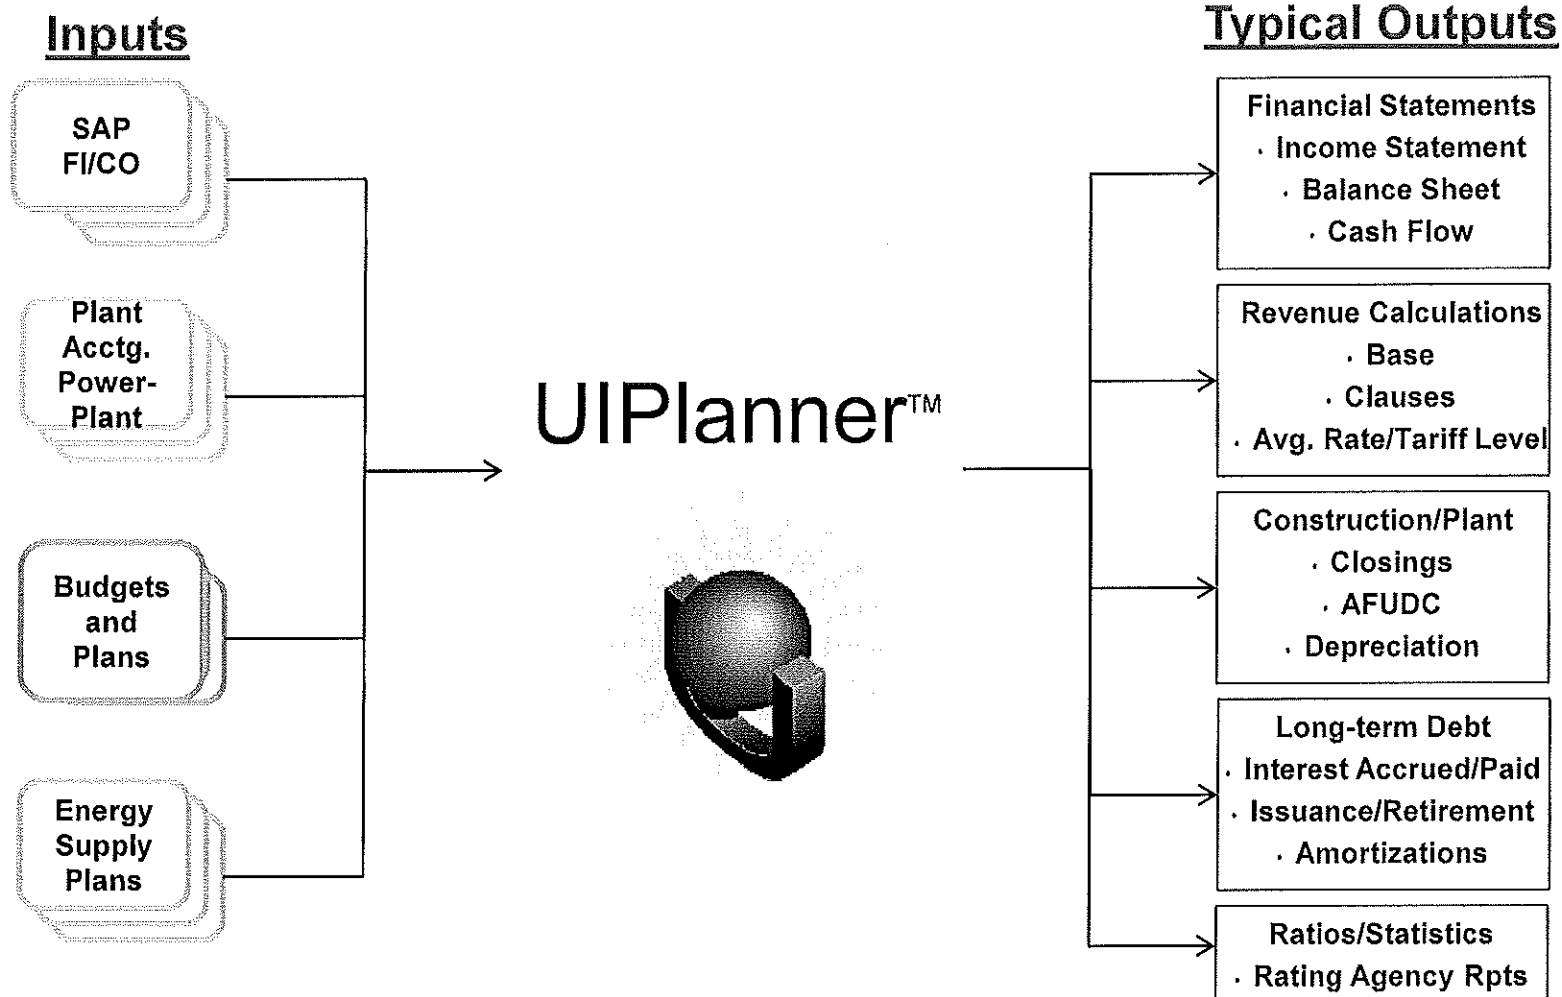 Inputs
SAP
FI/CO
Plant
Acctg.
Power-
Plant
Budgets
and
Plans
Energy
Supply
Plans
UIPlanner™
Typical Outputs
Financial Statements
· Income Statement
· Balance Sheet
· Cash Flow
Revenue Calculations
· Base
· Clauses
· Avg. Rate/Tariff Level
Construction/Plant
· Closings
· AFUDC
· Depreciation
Long-term Debt
· Interest Accrued/Paid
· Issuance/Retirement
· Amortizations
Ratios/Statistics
· Rating Agency Rpts